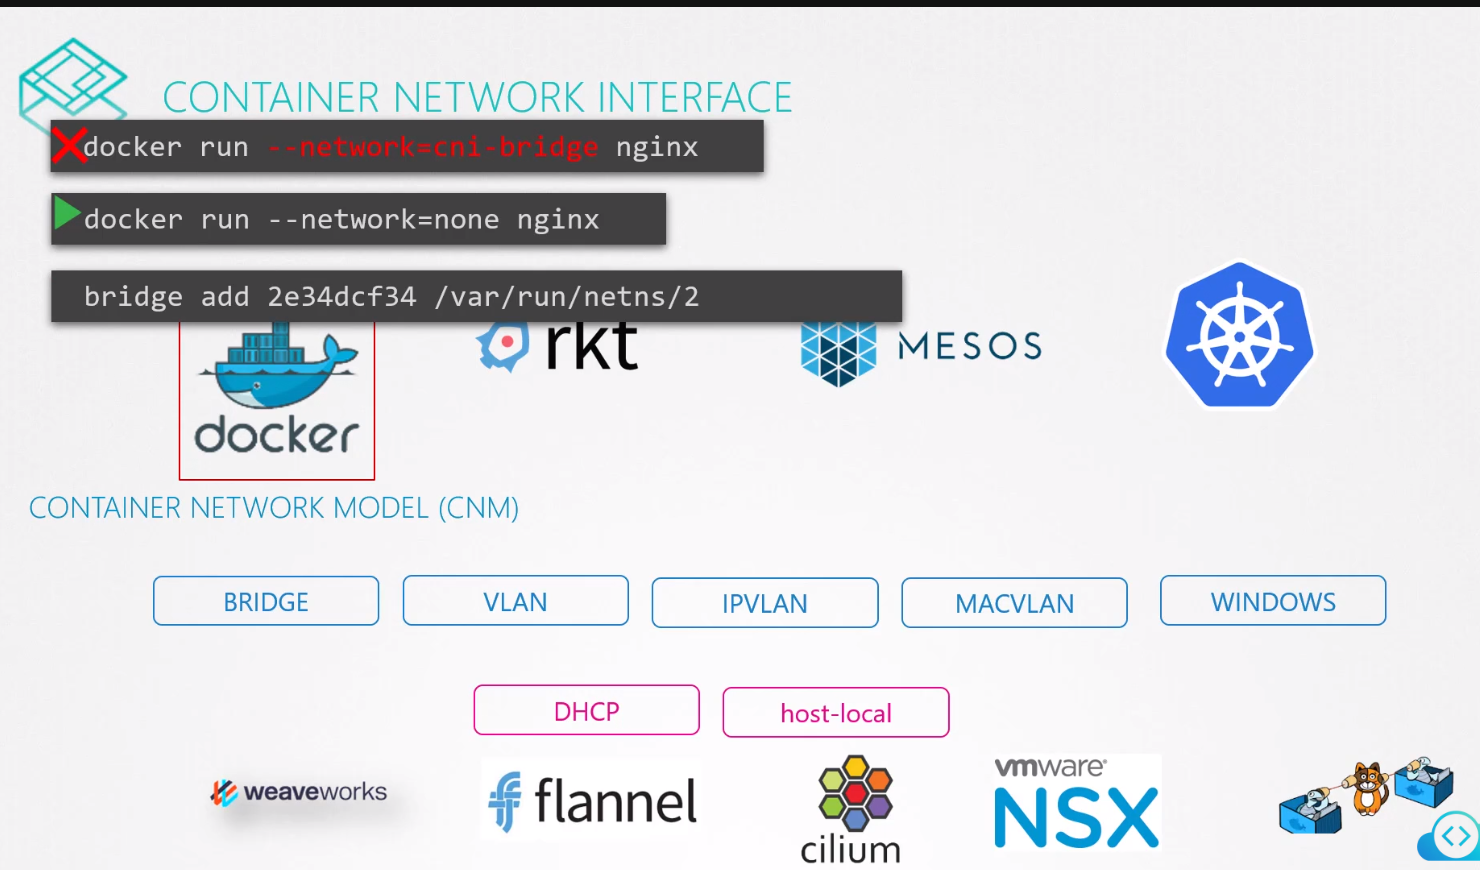 CONTAINER NETWORK INTERFACE
docker run --network=cni-bridge nginx
docker run --network=none nginx
bridge add 2e34dcf34 /var/run/netns/2
docker
rkt
MESOS
CONTAINER NETWORK MODEL (CNM)
BRIDGE
VLAN
IPVLAN
MACVLAN
WINDOWS
DHCP
host-local
weaveworks
flannel
cilium
vmware®
NSX